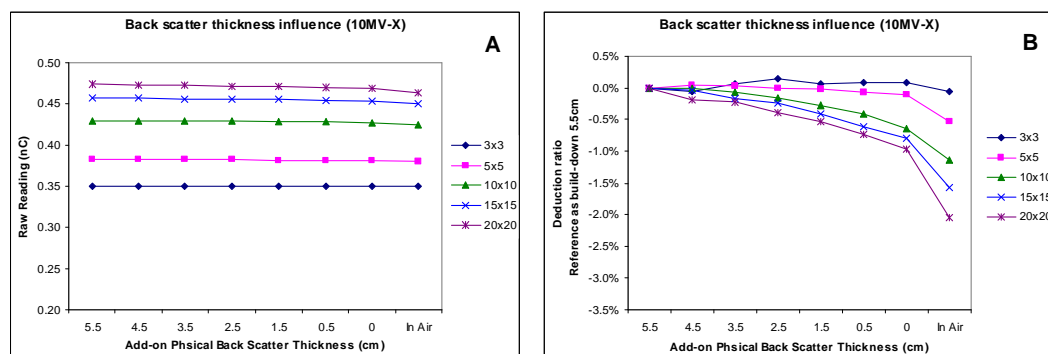 Back scatter thickness influence (10MV-X)
A
Raw Reading (nC)
0.50
0.45
0.40
0.35
0.30
0.25
0.20
5.5 4.5 3.5 2.5 1.5 0.5 0 In Air
Add-on Phsical Back Scatter Thickness (cm)
3x3
5x5
10x10
15x15
20x20
Back scatter thickness influence (10MV-X)
B
Deduction ratio
Reference as build-down 5.5cm
0.5%
0.0%
-0.5%
-1.0%
-1.5%
-2.0%
-2.5%
-3.0%
-3.5%
5.5 4.5 3.5 2.5 1.5 0.5 0 In Air
Add-on Phsical Back Scatter Thickness (cm)
3x3
5x5
10x10
15x15
20x20